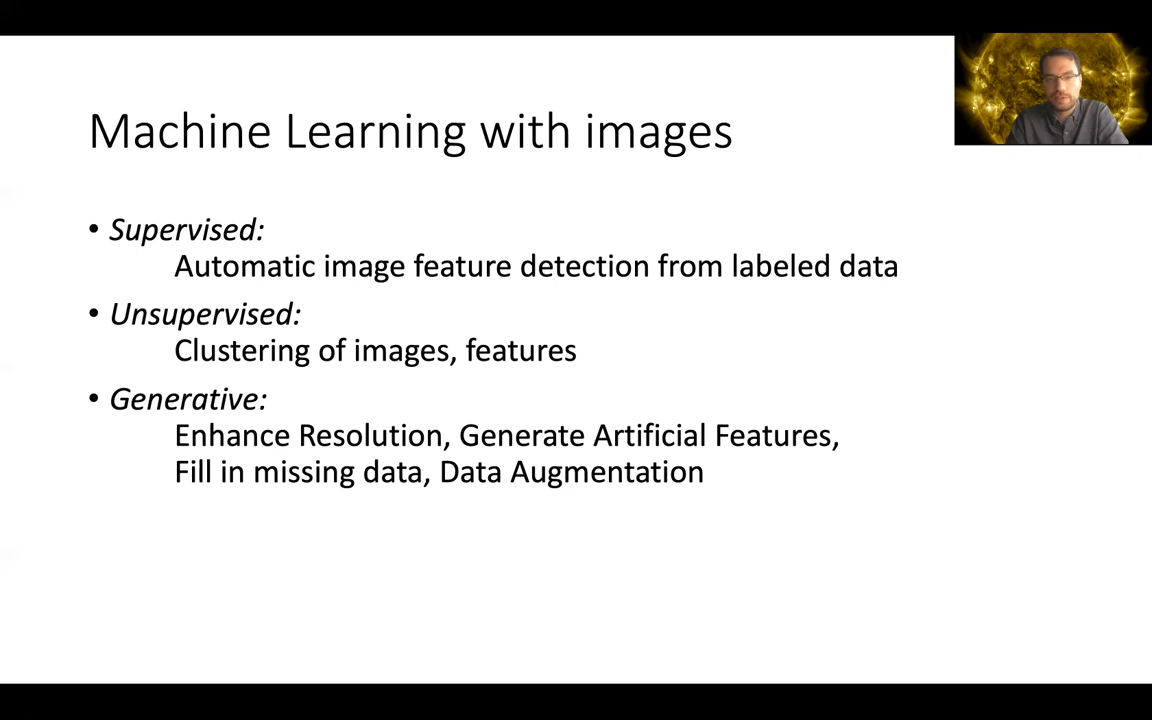 Machine Learning with images
• Supervised:
Automatic image feature detection from labeled data
• Unsupervised:
Clustering of images, features
• Generative:
Enhance Resolution, Generate Artificial Features,
Fill in missing data, Data Augmentation